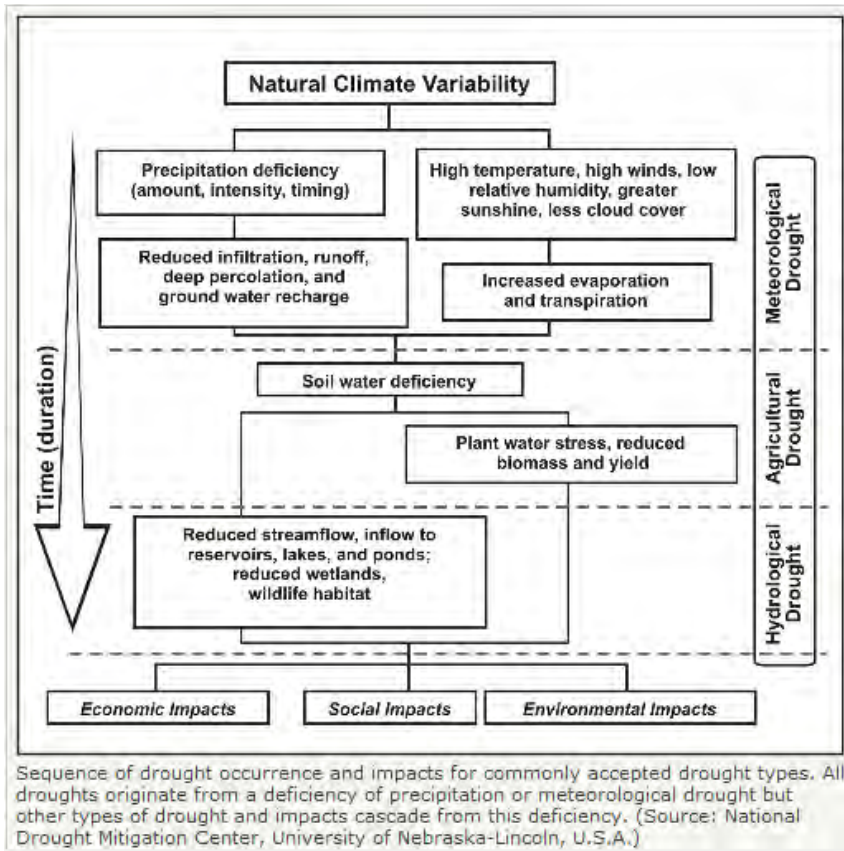 Natural Climate Variability
Precipitation deficiency
(amount, intensity, timing)
High temperature, high winds, low
relative humidity, greater
sunshine, less cloud cover
Reduced infiltration, runoff,
deep percolation, and
ground water recharge
Increased evaporation
and transpiration
Meteorological
Drought
Time (duration)
Soil water deficiency
Plant water stress, reduced
biomass and yield
Agricultural
Drought
Reduced streamflow, inflow to
reservoirs, lakes, and ponds;
reduced wetlands,
wildlife habitat
Hydrological
Drought
Economic Impacts
Social Impacts
Environmental Impacts
Sequence of drought occurrence and impacts for commonly accepted drought types. All
droughts originate from a deficiency of precipitation or meteorological drought but
other types of drought and impacts cascade from this deficiency. (Source: National
Drought Mitigation Center, University of Nebraska-Lincoln, U.S.A.)